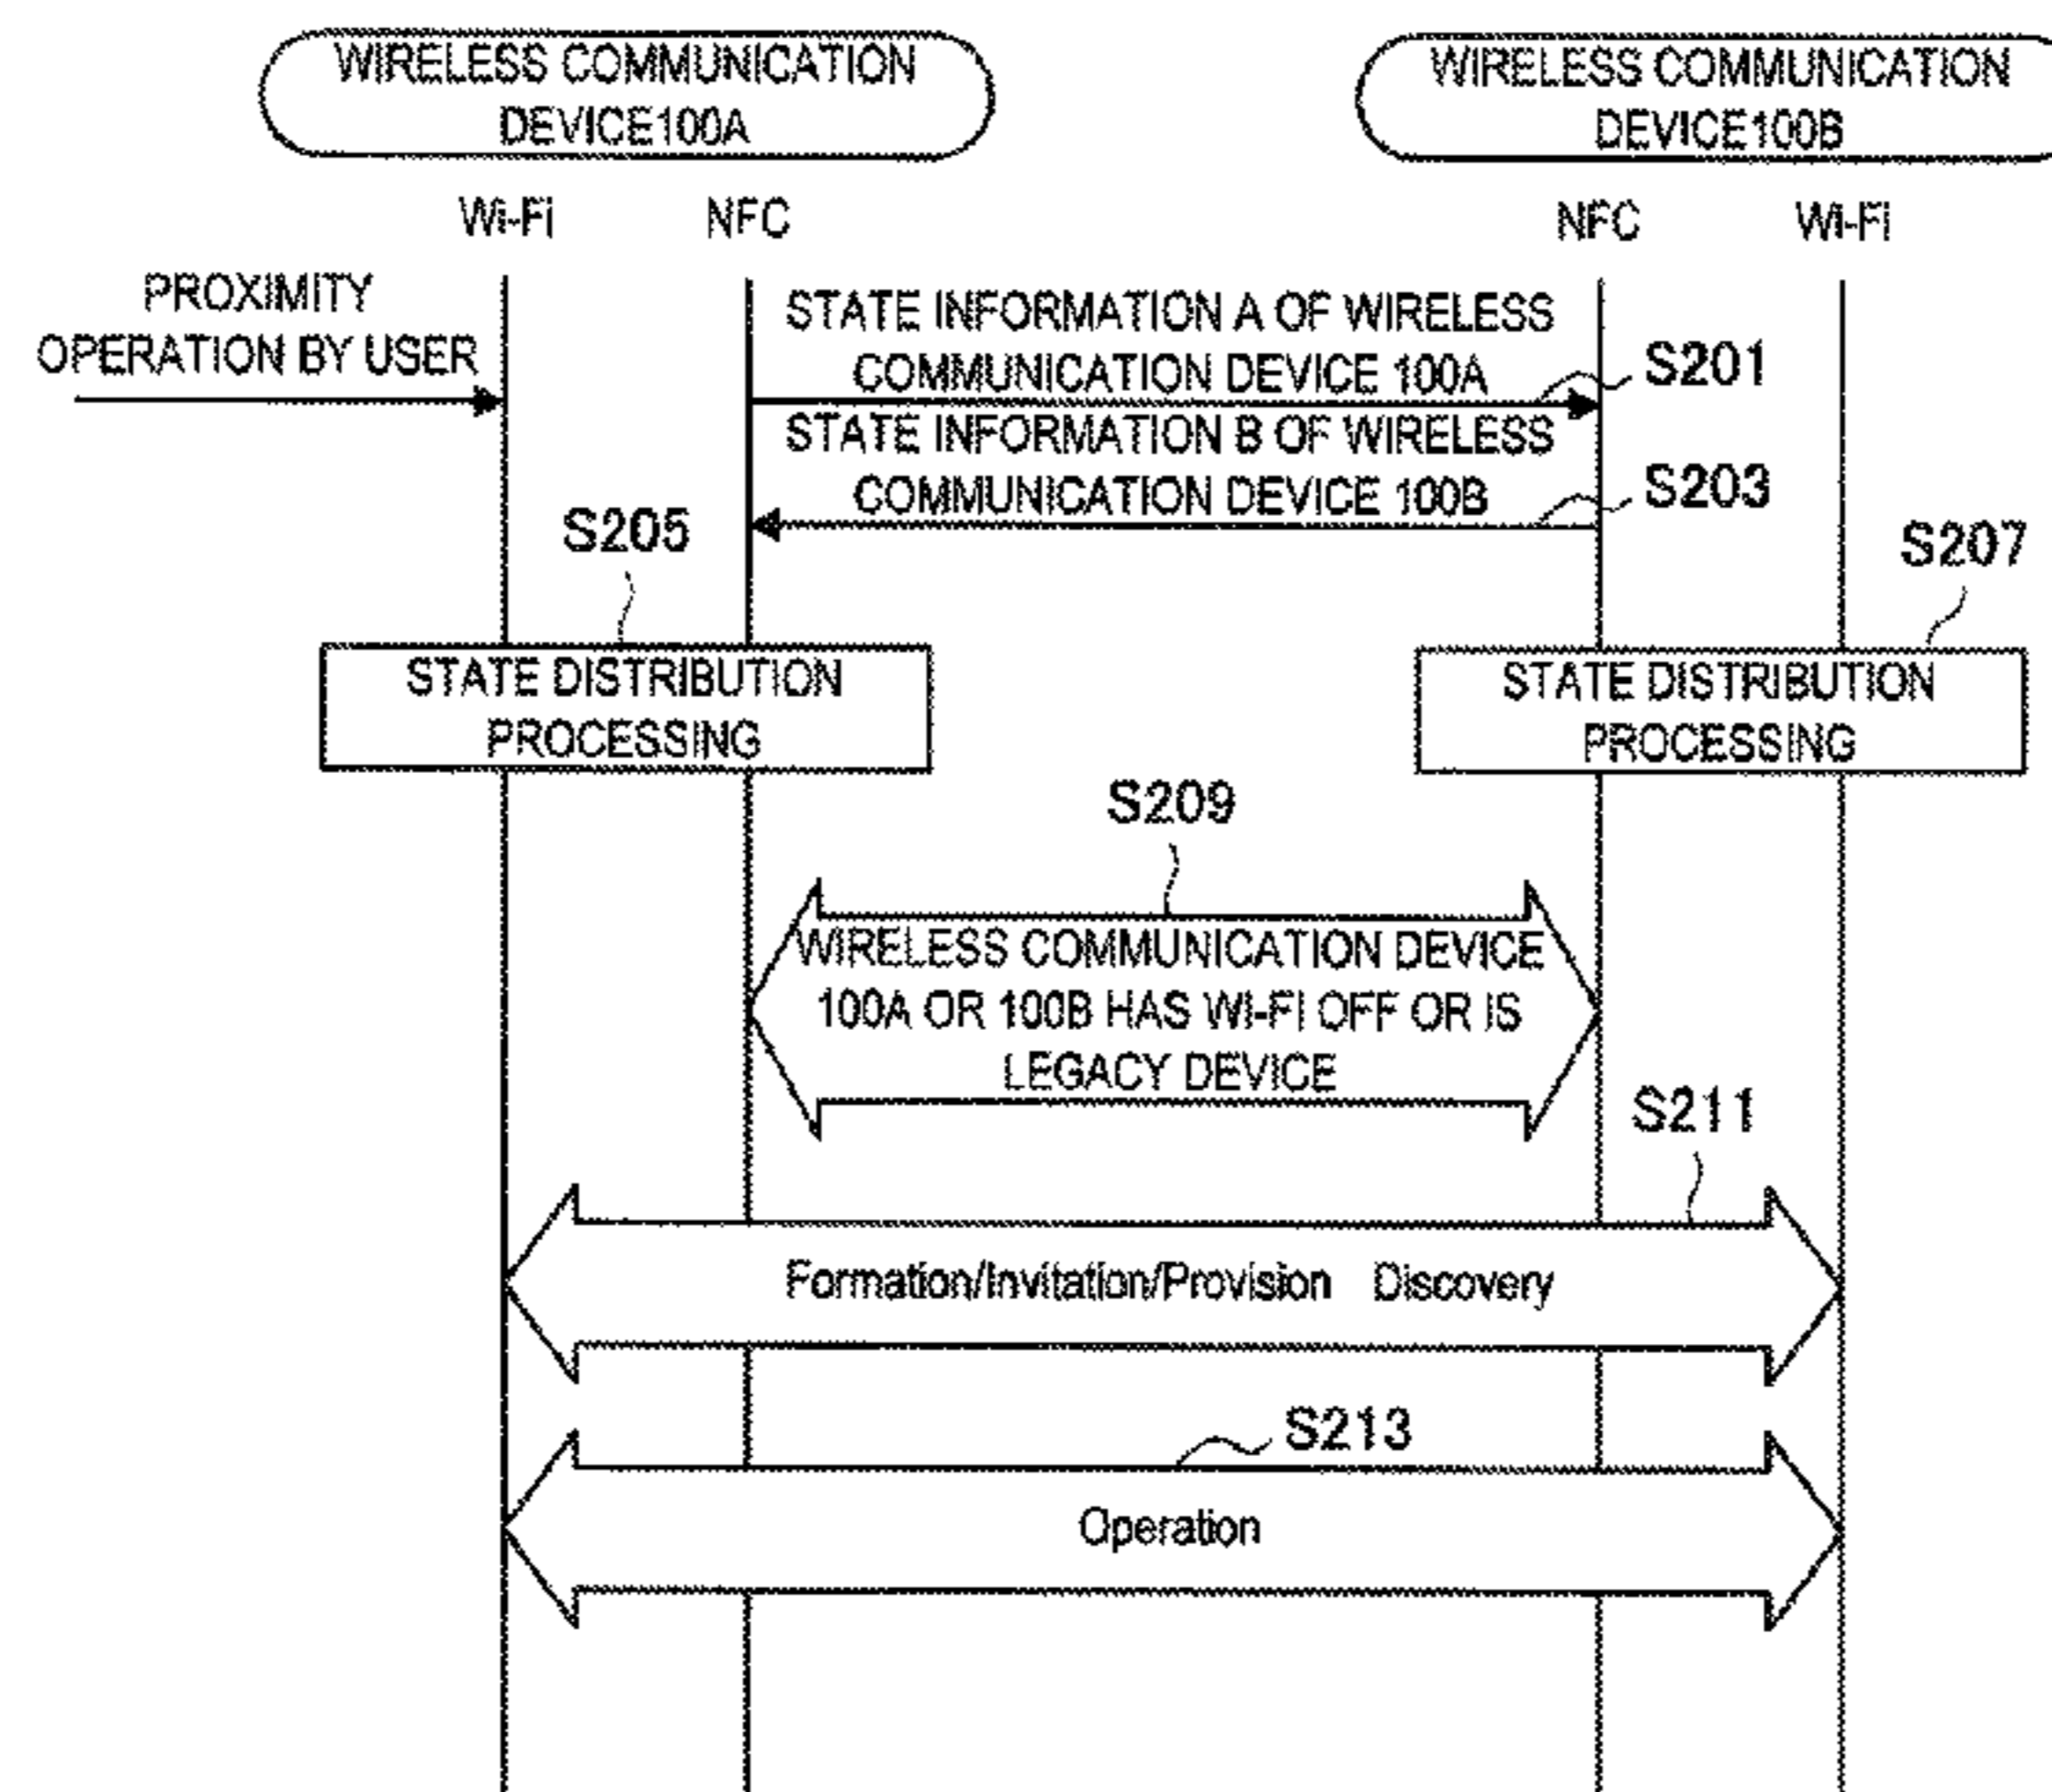 WIRELESS COMMUNICATION
DEVICE100A
WIRELESS COMMUNICATION
DEVICE100B
Wi-Fi
NFC
NFC
Wi-Fi
PROXIMITY
OPERATION BY USER
STATE INFORMATION A OF WIRELESS
COMMUNICATION DEVICE 100A
S201
STATE INFORMATION B OF WIRELESS
COMMUNICATION DEVICE 100B
S203
S205
S207
STATE DISTRIBUTION
PROCESSING
STATE DISTRIBUTION
PROCESSING
S209
WIRELESS COMMUNICATION DEVICE
100A OR 100B HAS WI-FI OFF OR IS
LEGACY DEVICE
S211
Formation/Invitation/Provision Discovery
S213
Operation